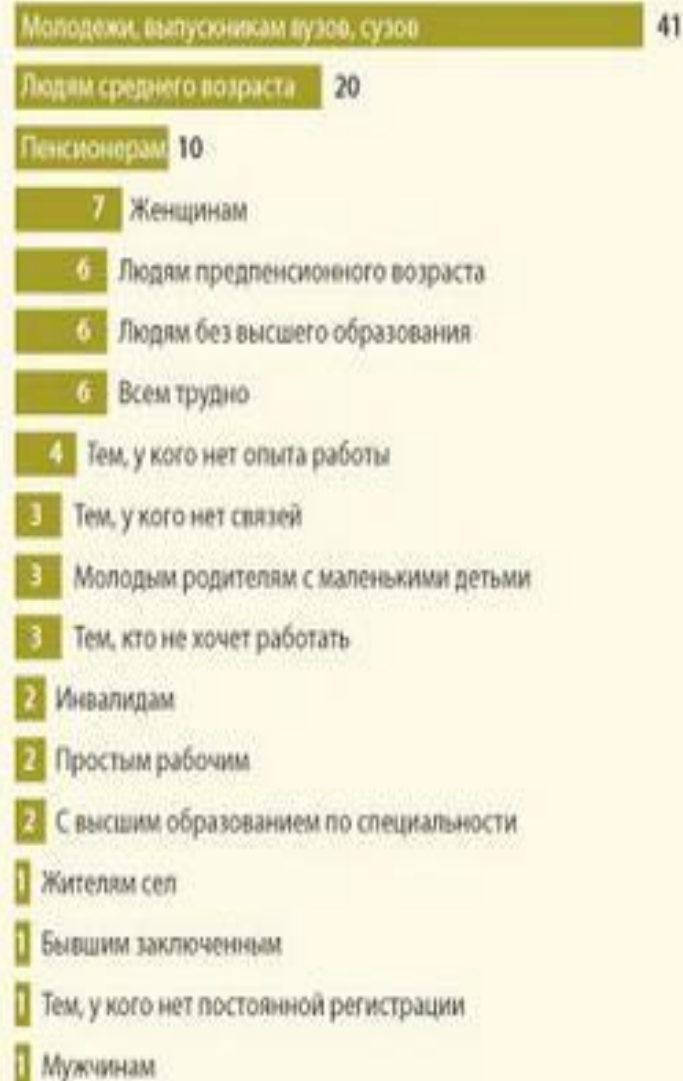 Молодежи, выпускникам вузов, сузов 41
Людям среднего возраста 20
Пенсионерам 10
7 Женщинам
6 Людям предпенсионного возраста
6 Людям без высшего образования
6 Всем трудно
4 Тем, у кого нет опыта работы
3 Тем, у кого нет связей
3 Молодым родителям с маленькими детьми
3 Тем, кто не хочет работать
2 Инвалидам
2 Простым рабочим
2 С высшим образованием по специальности
1 Жителям сел
1 Бывшим заключенным
1 Тем, у кого нет постоянной регистрации
1 Мужчинам